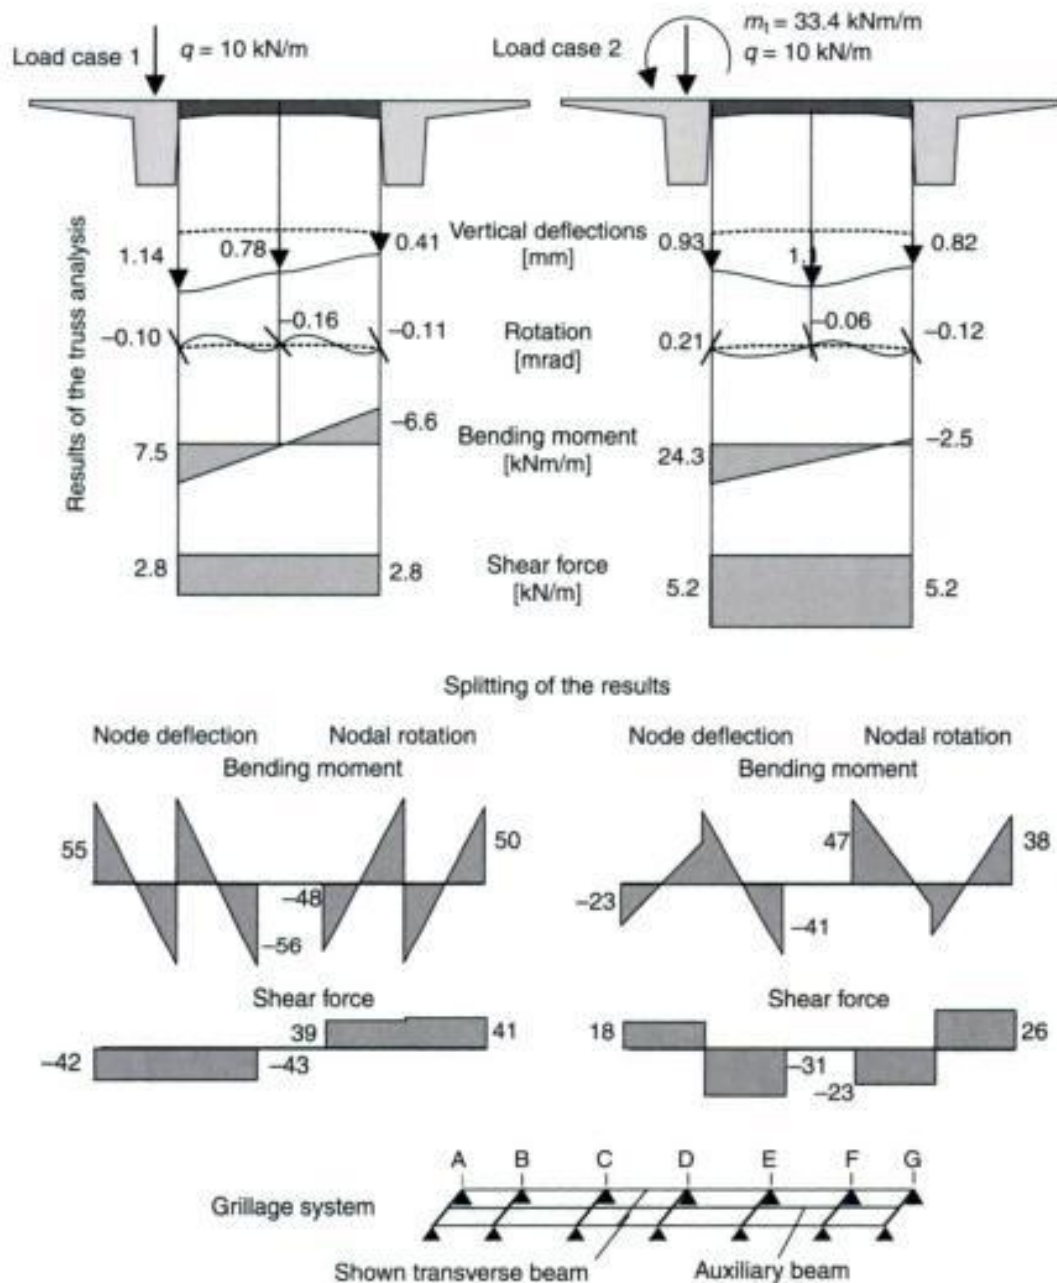 Load case 1
q = 10 kN/m
Load case 2
mt = 33.4 kNm/m
q = 10 kN/m
Results of the truss analysis
Vertical deflections
[mm]
1.14
0.78
0.41
0.93
0.82
Rotation
[mrad]
–0.10
–0.16
–0.11
0.21
–0.06
–0.12
Bending moment
[kNm/m]
7.5
–6.6
24.3
–2.5
Shear force
[kN/m]
2.8
2.8
5.2
5.2
Splitting of the results
Node deflection
Nodal rotation
Bending moment
55
–56
–48
50
Shear force
–42
–43
39
41
Node deflection
Nodal rotation
Bending moment
–23
–41
47
38
Shear force
18
–31
–23
26
A B C D E F G
Grillage system
Shown transverse beam
Auxiliary beam